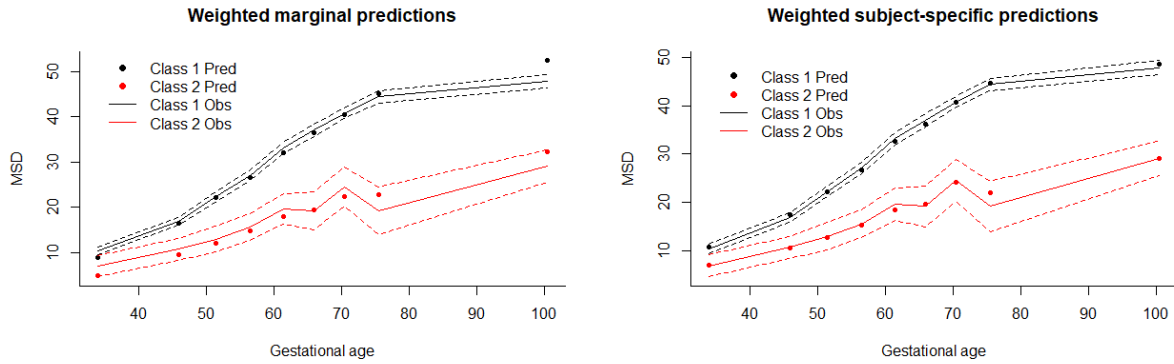 Weighted marginal predictions
Class 1 Pred
Class 2 Pred
Class 1 Obs
Class 2 Obs
MSD
50
40
30
20
10
40 50 60 70 80 90 100
Gestational age
Weighted subject-specific predictions
Class 1 Pred
Class 2 Pred
Class 1 Obs
Class 2 Obs
MSD
50
40
30
20
10
40 50 60 70 80 90 100
Gestational age